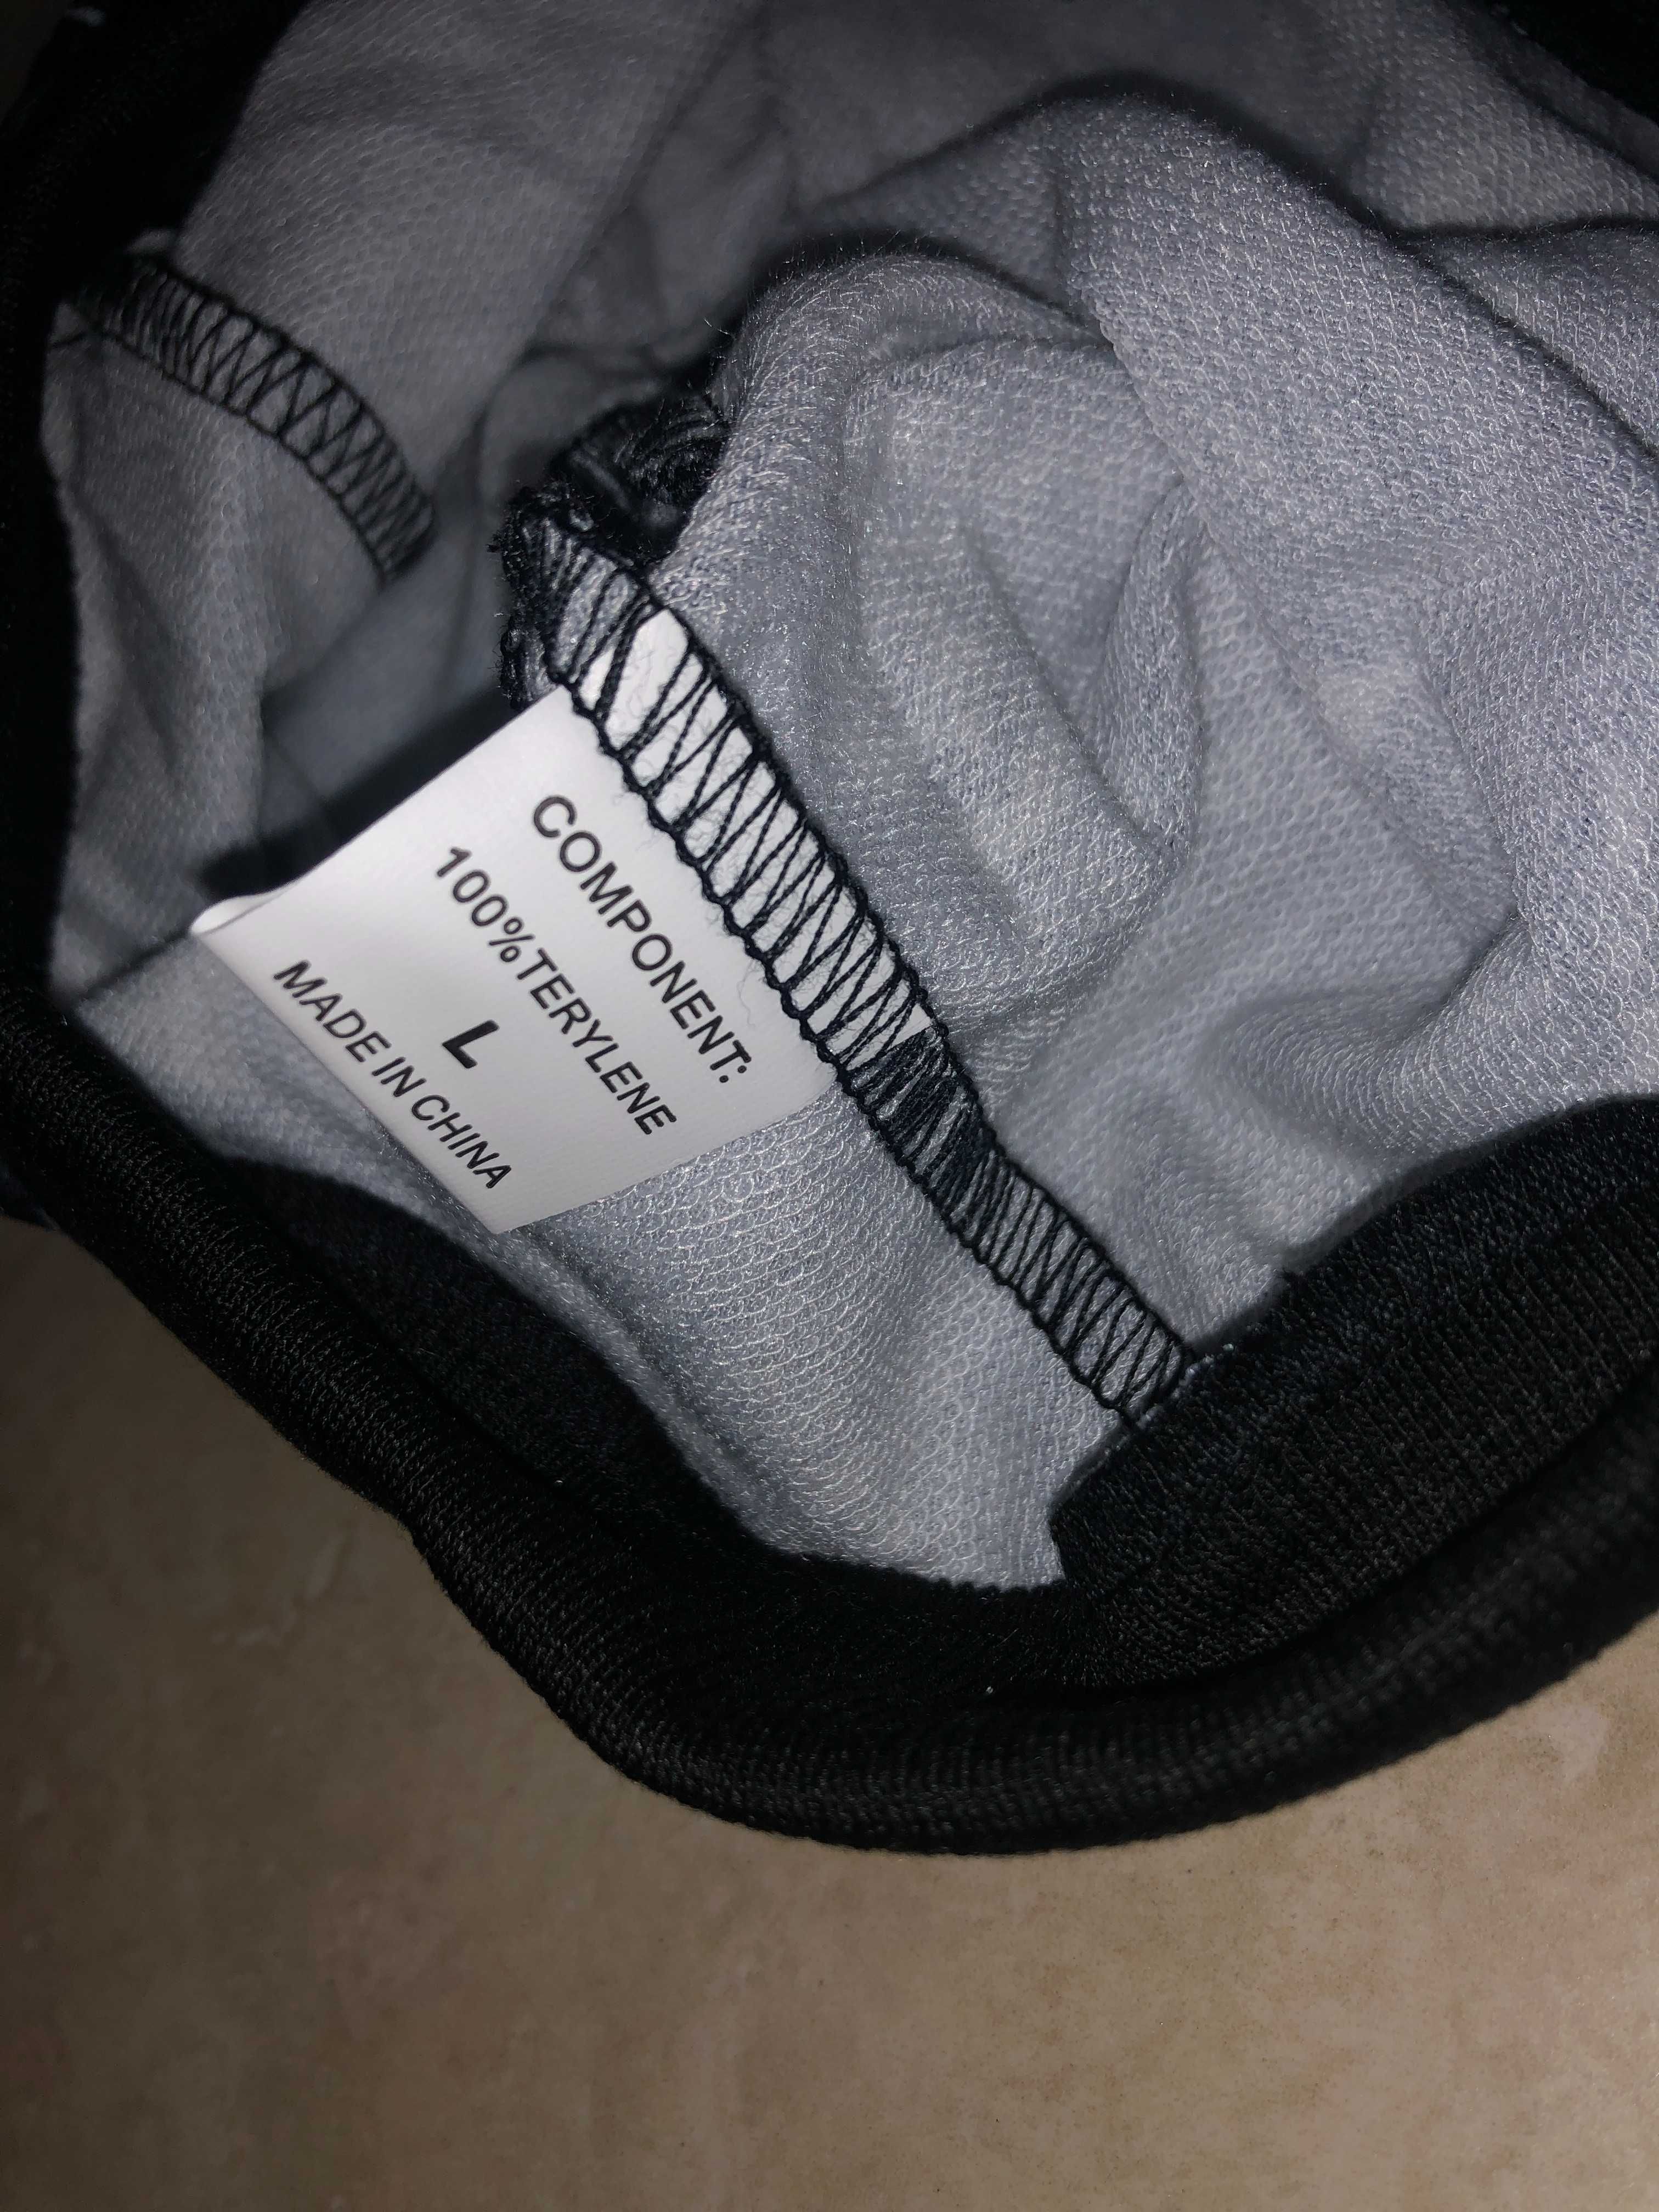 COMPONENT:
100%TERYLENE
L
MADE IN CHINA